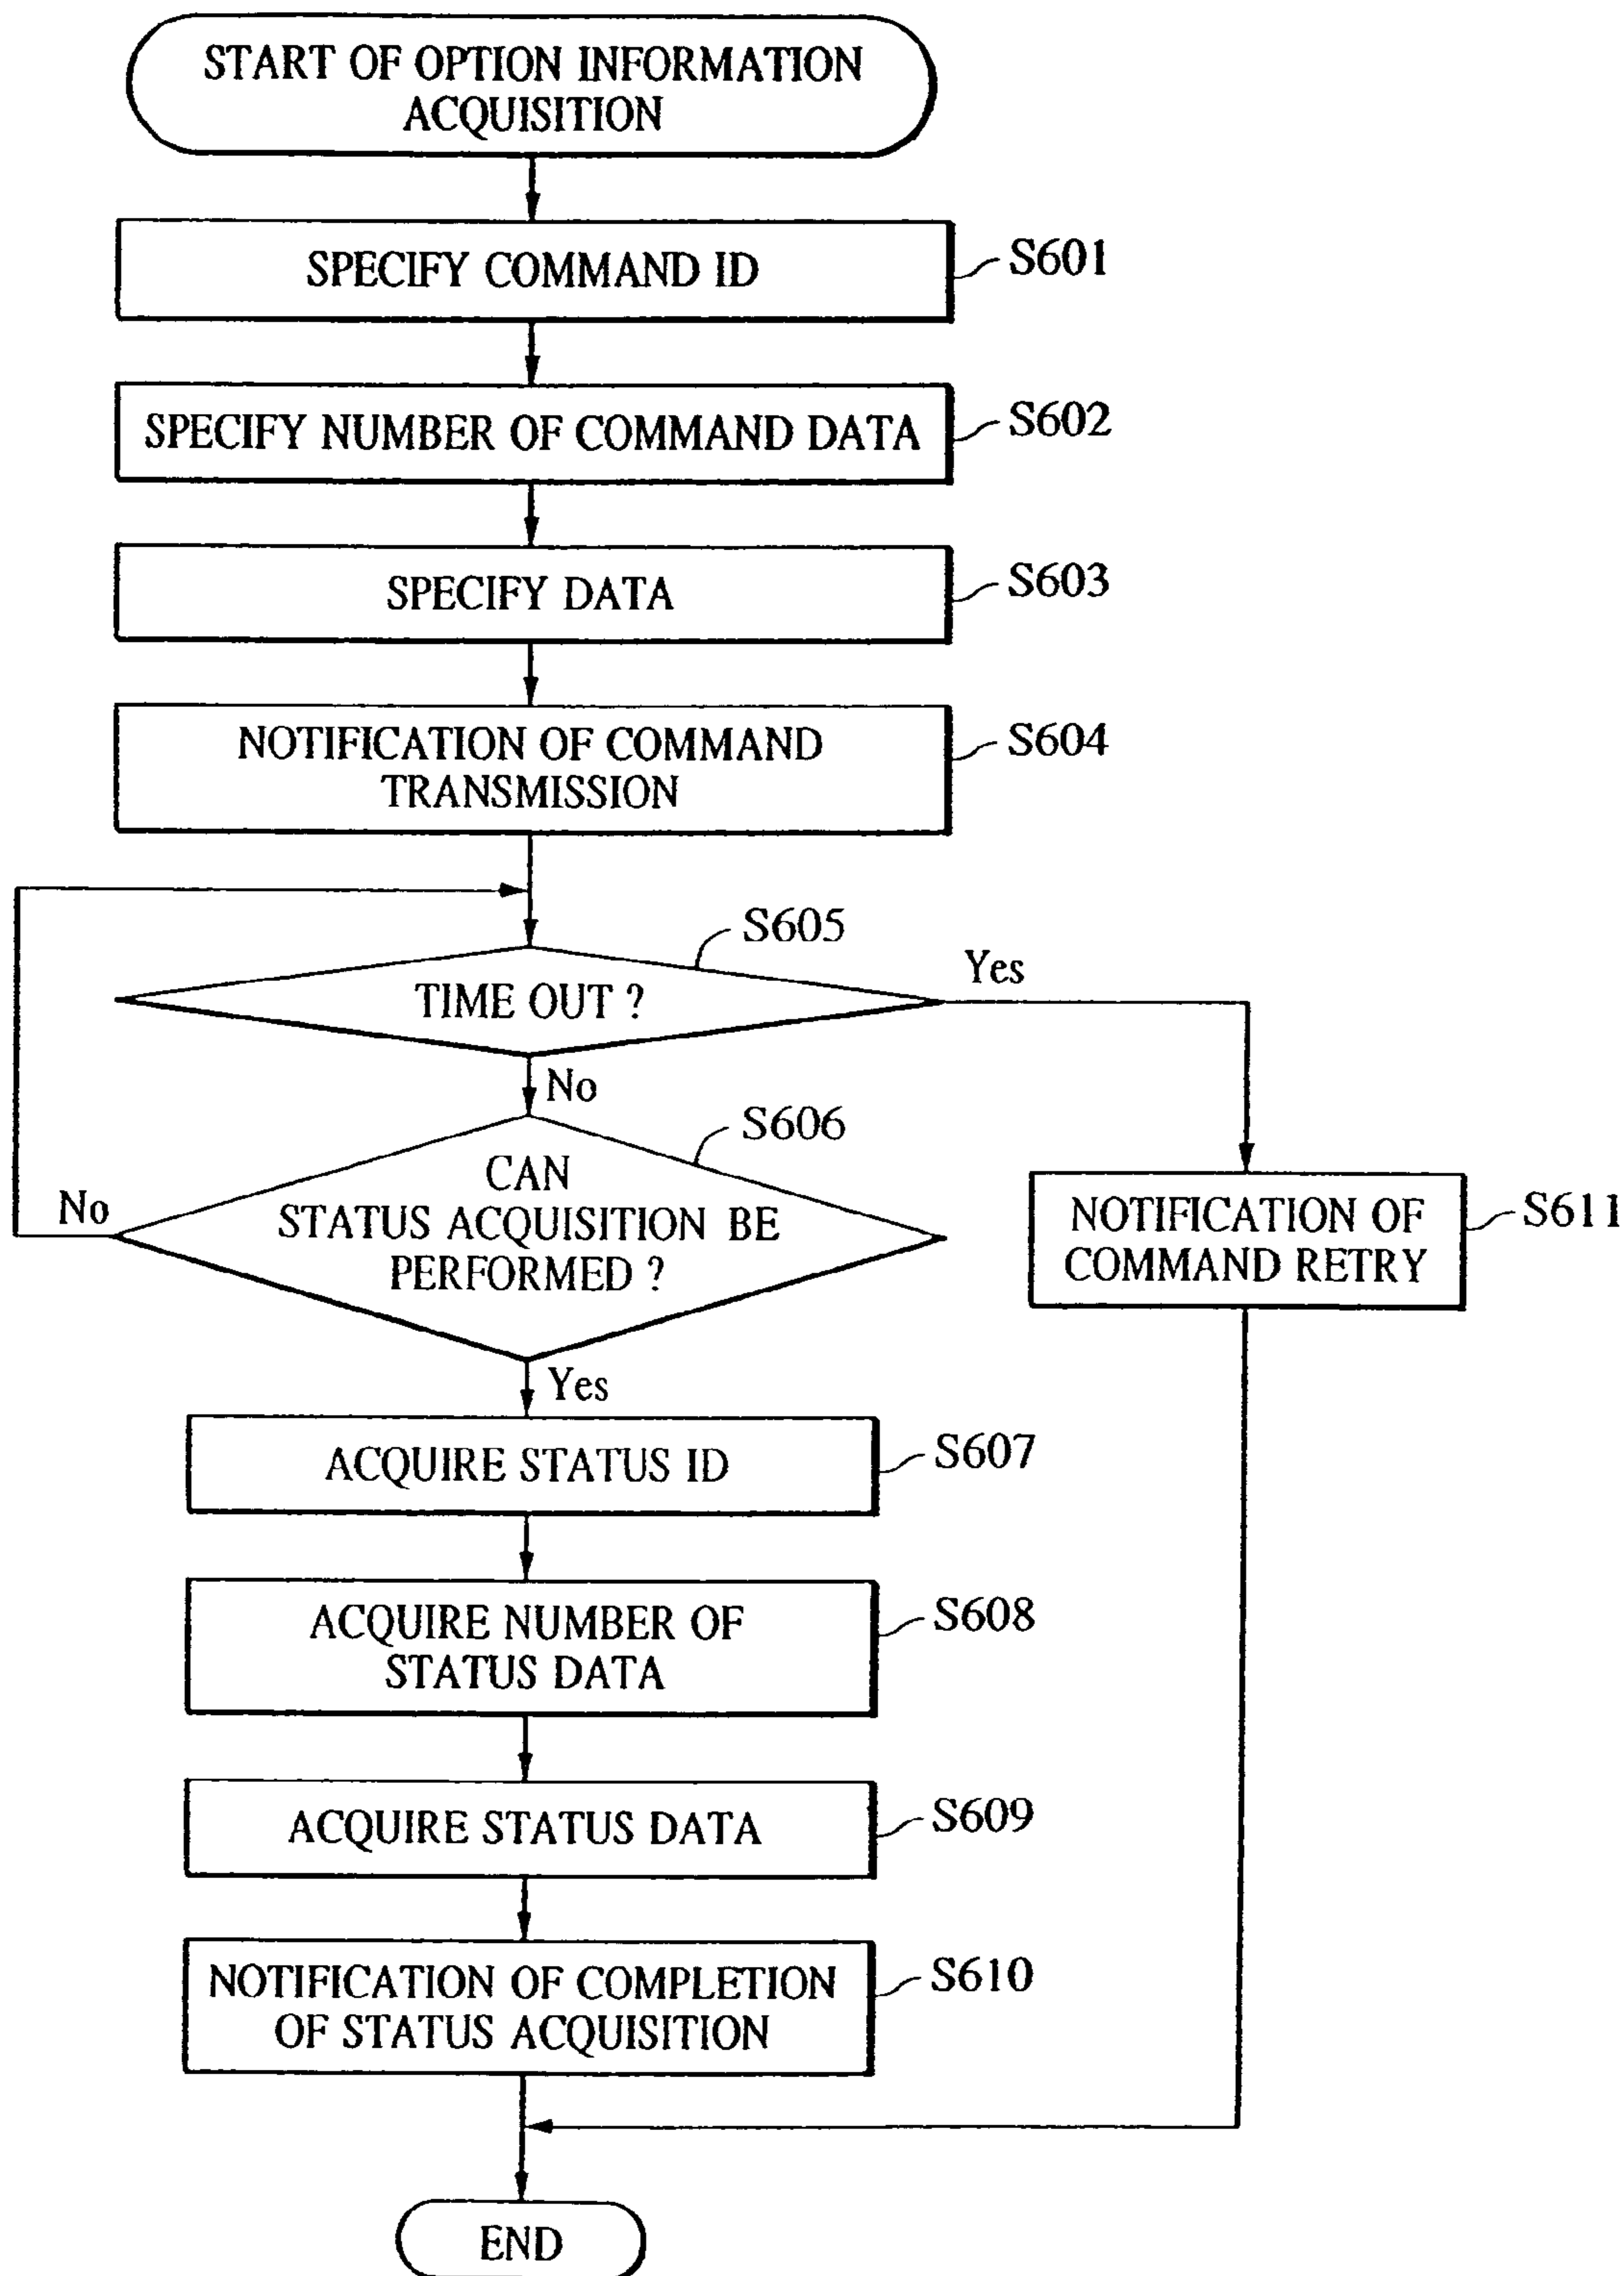 START OF OPTION INFORMATION
ACQUISITION
SPECIFY COMMAND ID
S601
SPECIFY NUMBER OF COMMAND DATA
S602
SPECIFY DATA
S603
NOTIFICATION OF COMMAND
TRANSMISSION
S604
S605
TIME OUT ?
Yes
No
S606
CAN
STATUS ACQUISITION BE
PERFORMED ?
No
Yes
NOTIFICATION OF
COMMAND RETRY
S611
ACQUIRE STATUS ID
S607
ACQUIRE NUMBER OF
STATUS DATA
S608
ACQUIRE STATUS DATA
S609
NOTIFICATION OF COMPLETION
OF STATUS ACQUISITION
S610
END